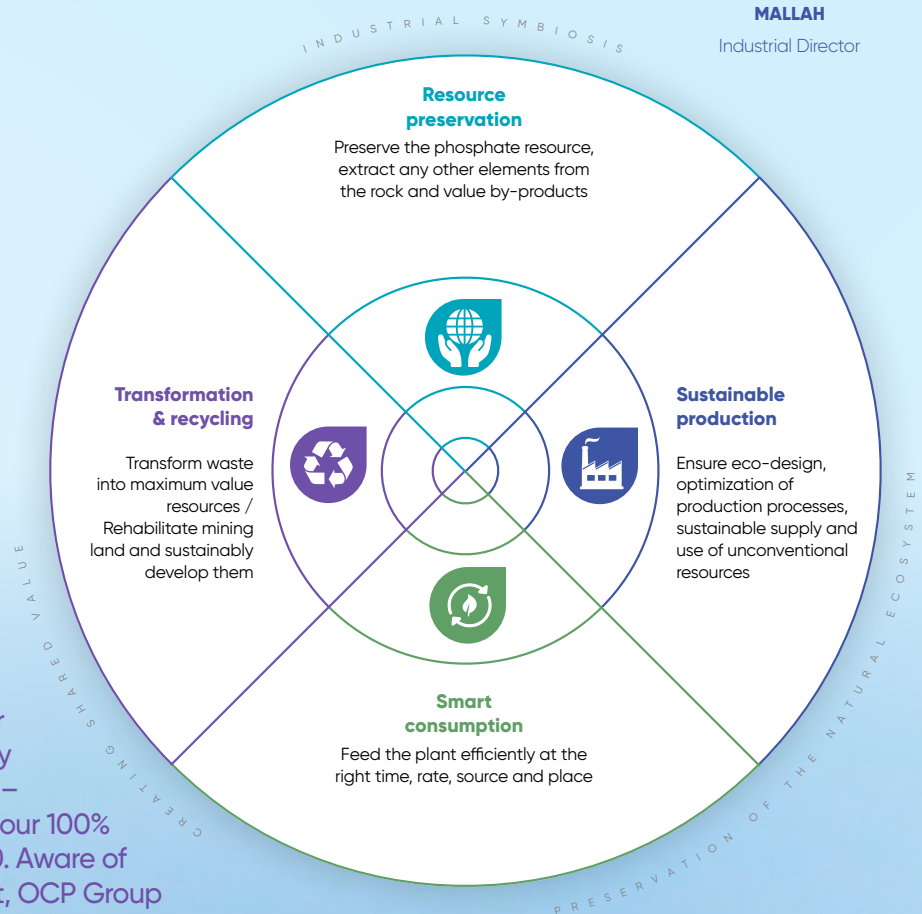 MALLAH
Industrial Director
INDUSTRIAL SYMBIOSIS
Resource
preservation
Preserve the phosphate resource,
extract any other elements from
the rock and value by-products
Transformation
& recycling
Transform waste
into maximum value
resources /
Rehabilitate mining
land and sustainably
develop them
Sustainable
production
Ensure eco-design,
optimization of
production processes,
sustainable supply and
use of unconventional
resources
Smart
consumption
Feed the plant efficiently at the
right time, rate, source and place
CREATING SHARED VALUE
PRESERVATION OF THE NATURAL ECOSYSTEM
–
our 100%
. Aware of
, OCP Group